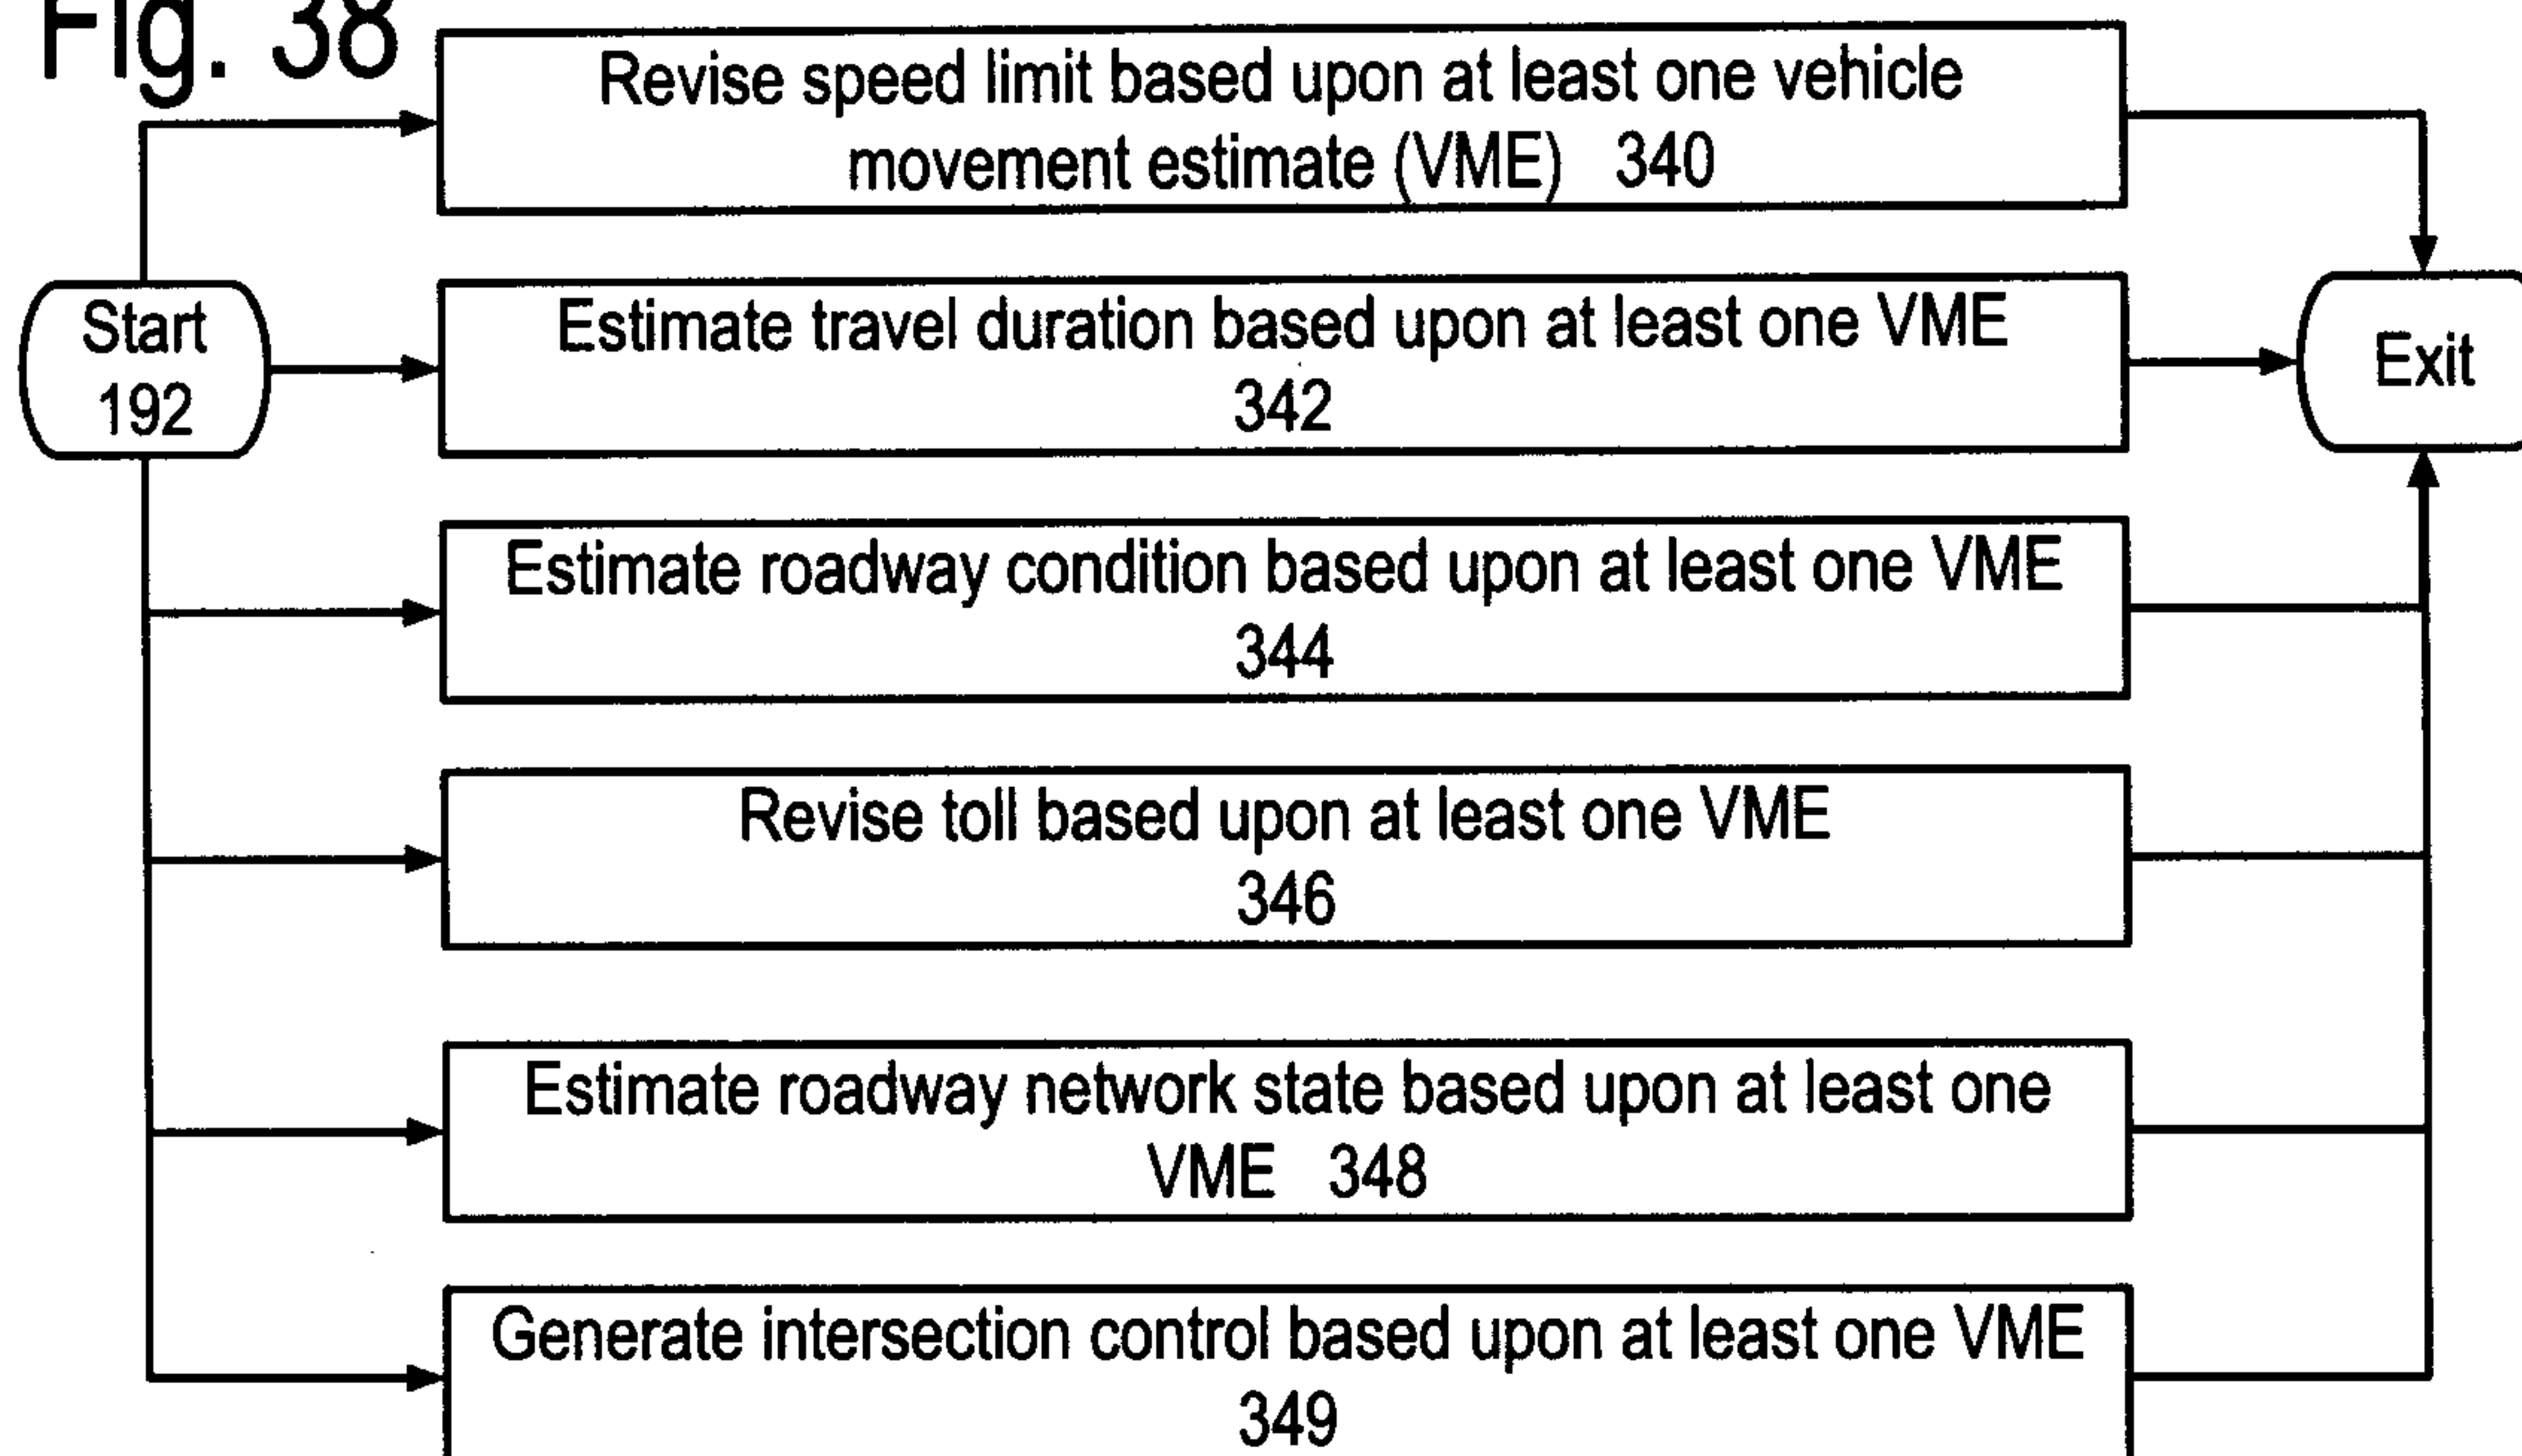 Fig. 38
Revise speed limit based upon at least one vehicle
movement estimate (VME) 340
Start
192
Estimate travel duration based upon at least one VME
342
Exit
Estimate roadway condition based upon at least one VME
344
Revise toll based upon at least one VME
346
Estimate roadway network state based upon at least one
VME 348
Generate intersection control based upon at least one VME
349